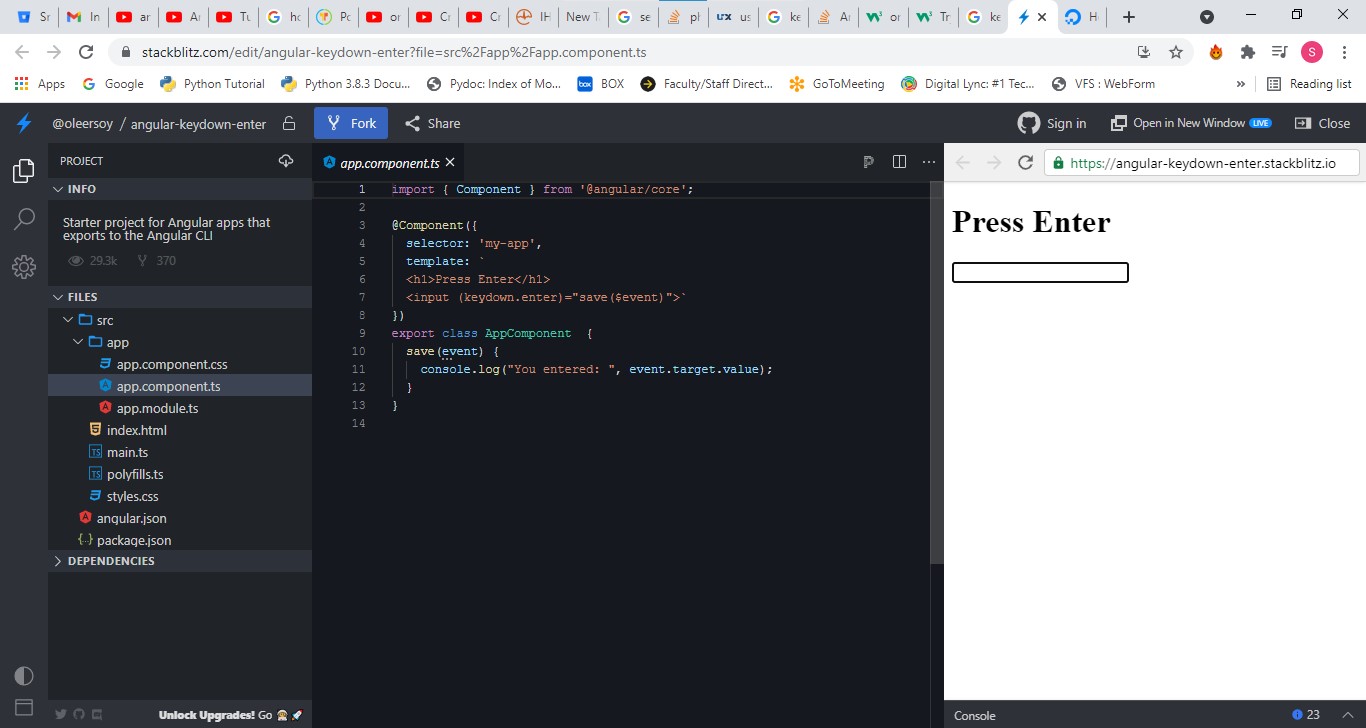 Sr
In
ar
Ar
Tu
hc
Pc
or
Cr
Cr
IH
New T
se
pl
us
ke
Ar
or
Tr
ke
H
stackblitz.com/edit/angular-keydown-enter?file=src%2Fapp%2Fapp.component.ts
S
Apps
Google
Python Tutorial
Python 3.8.3 Docu...
Pydoc: Index of Mo...
box BOX
Faculty/Staff Direct...
GoToMeeting
Digital Lync: #1 Tec...
VFS : WebForm
»
Reading list
@oleersoy / angular-keydown-enter
Fork
Share
Sign in
Open in New Window LIVE
Close
PROJECT
INFO
Starter project for Angular apps that
exports to the Angular CLI
29.3k 370
FILES
src
app
app.component.css
app.component.ts
app.module.ts
index.html
TS main.ts
TS polyfills.ts
styles.css
angular.json
{..} package.json
DEPENDENCIES
Unlock Upgrades! Go
app.component.ts
1 import { Component } from '@angular/core';
2
3 @Component({
4 selector: 'my-app',
5 template: `
6 <h1>Press Enter</h1>
7 <input (keydown.enter)="save($event)">`
8 })
9 export class AppComponent  {
10 save(event) {
11 console.log("You entered: ", event.target.value);
12 }
13 }
14
https://angular-keydown-enter.stackblitz.io
Press Enter
Console
23